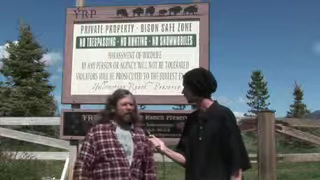 YRP
PRIVATE PROPERTY - BISON SAFE ZONE
NO TRESPASSING - NO HUNTING - NO SNOWMOBILES
HARASSMENT OF WILDLIFE
BY ANY PERSON OR AGENCY WILL NOT BE TOLERATED
VIOLATORS WILL BE PROSECUTED TO THE FULLEST EXTENT
Yellowstone Ranch Preserve
YRP